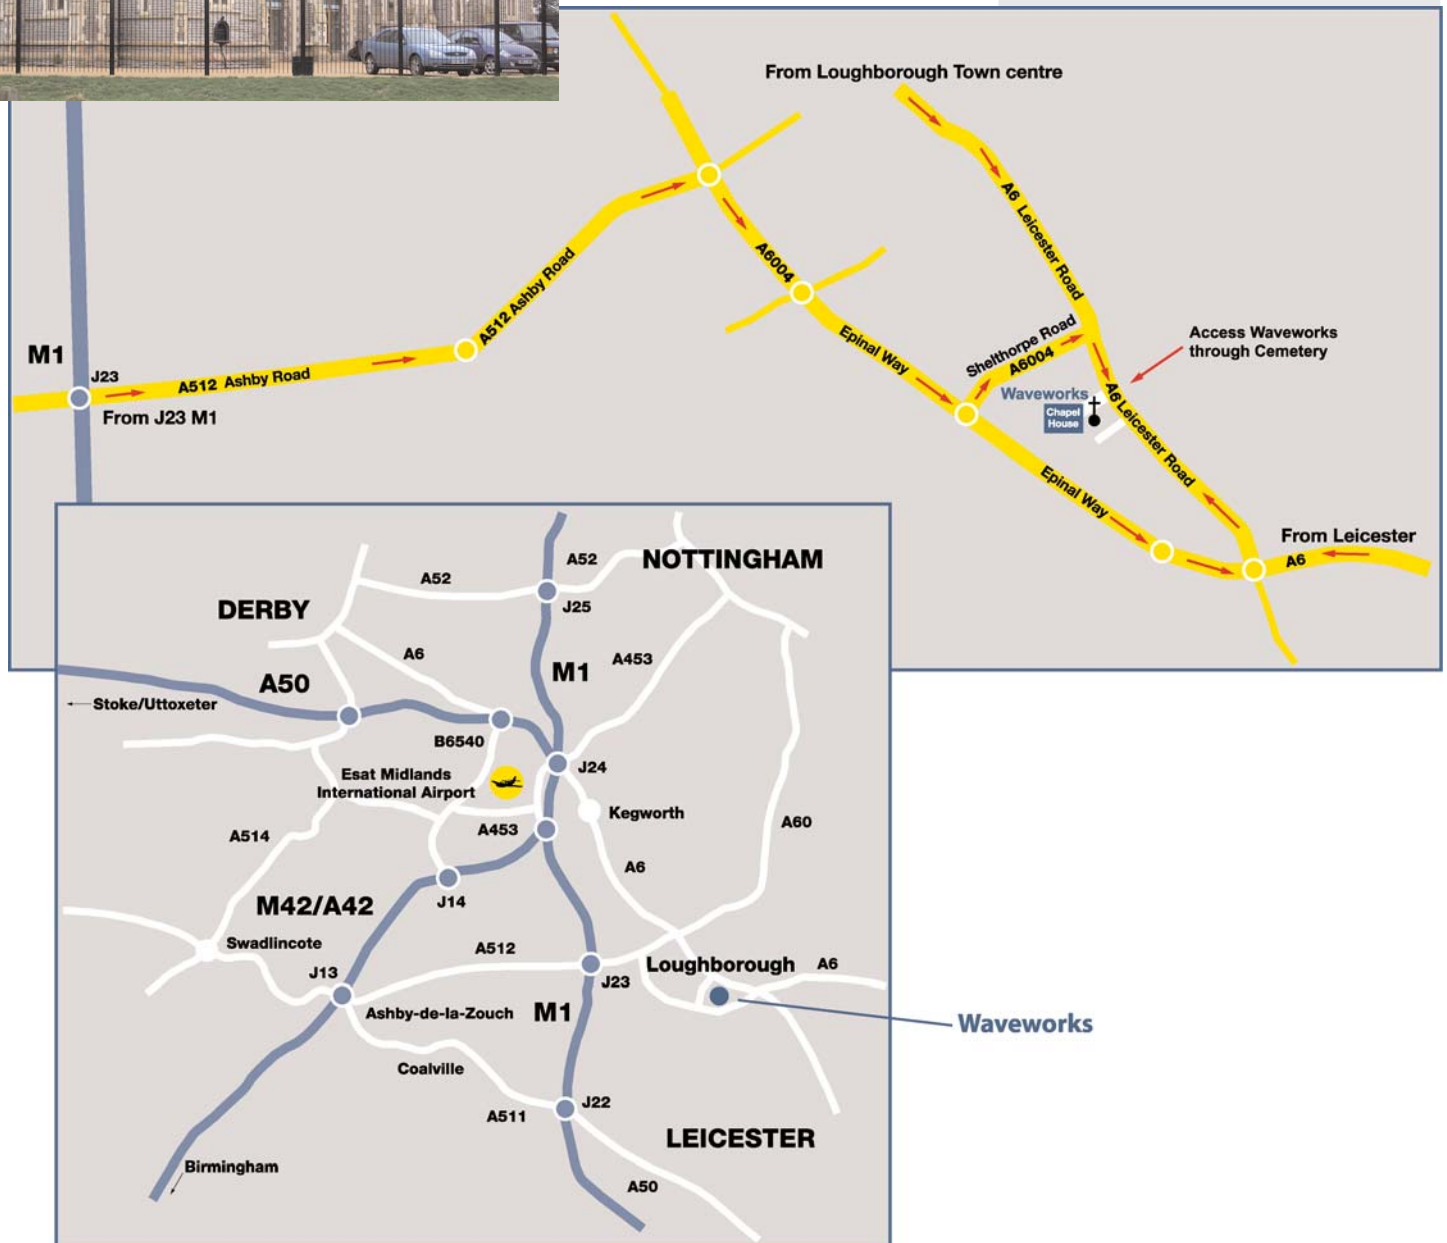 From Loughborough Town centre
A6 Leicester Road
A6004
A512 Ashby Road
Epinal Way
Shelthorpe Road
A6004
Access Waveworks
through Cemetery
M1
J23
A512 Ashby Road
From J23 M1
Waveworks
Chapel
House
A6 Leicester Road
Epinal Way
From Leicester
A6
NOTTINGHAM
A52
A52
J25
DERBY
A6
M1
A453
A50
Stoke/Uttoxeter
B6540
J24
Esat Midlands
International Airport
Kegworth
A453
A60
A514
A6
M42/A42
J14
Swadlincote
A512
J13
Loughborough
A6
J23
Ashby-de-la-Zouch
M1
Waveworks
Coalville
J22
A511
LEICESTER
Birmingham
A50